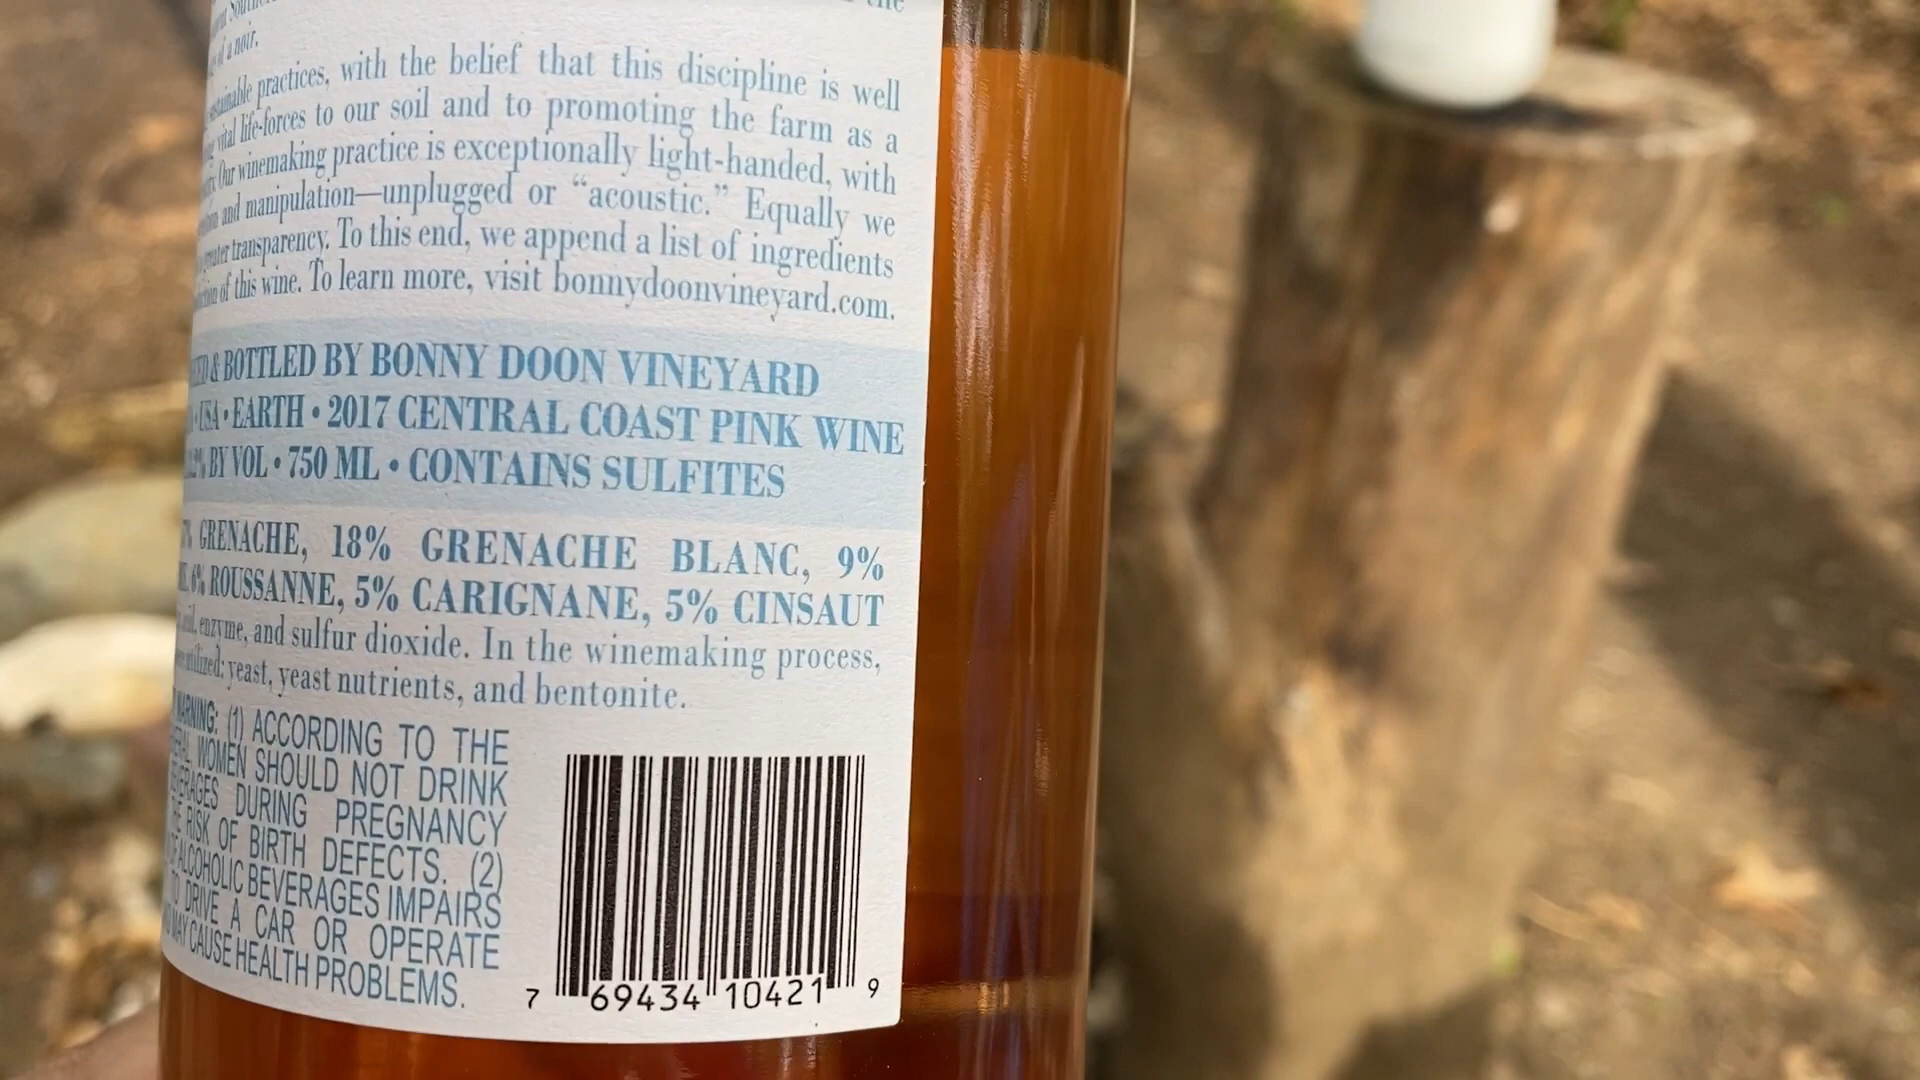 the
of a noir.
practices, with the belief that this discipline is well
vital life-forces to our soil and to promoting the farm as a
Our winemaking practice is exceptionally light-handed, with
and manipulation—unplugged or “acoustic.” Equally we
transparency. To this end, we append a list of ingredients
of this wine. To learn more, visit bonnydoonvineyard.com.
& BOTTLED BY BONNY DOON VINEYARD
USA • EARTH • 2017 CENTRAL COAST PINK WINE
BY VOL • 750 ML • CONTAINS SULFITES
GRENACHE, 18% GRENACHE BLANC, 9%
6% ROUSSANNE, 5% CARIGNANE, 5% CINSAUT
enzyme, and sulfur dioxide. In the winemaking process,
utilized: yeast, yeast nutrients, and bentonite.
WARNING: (1) ACCORDING TO THE
WOMEN SHOULD NOT DRINK
BEVERAGES DURING PREGNANCY
RISK OF BIRTH DEFECTS. (2)
ALCOHOLIC BEVERAGES IMPAIRS
TO DRIVE A CAR OR OPERATE
MAY CAUSE HEALTH PROBLEMS.
7 69434 10421 9